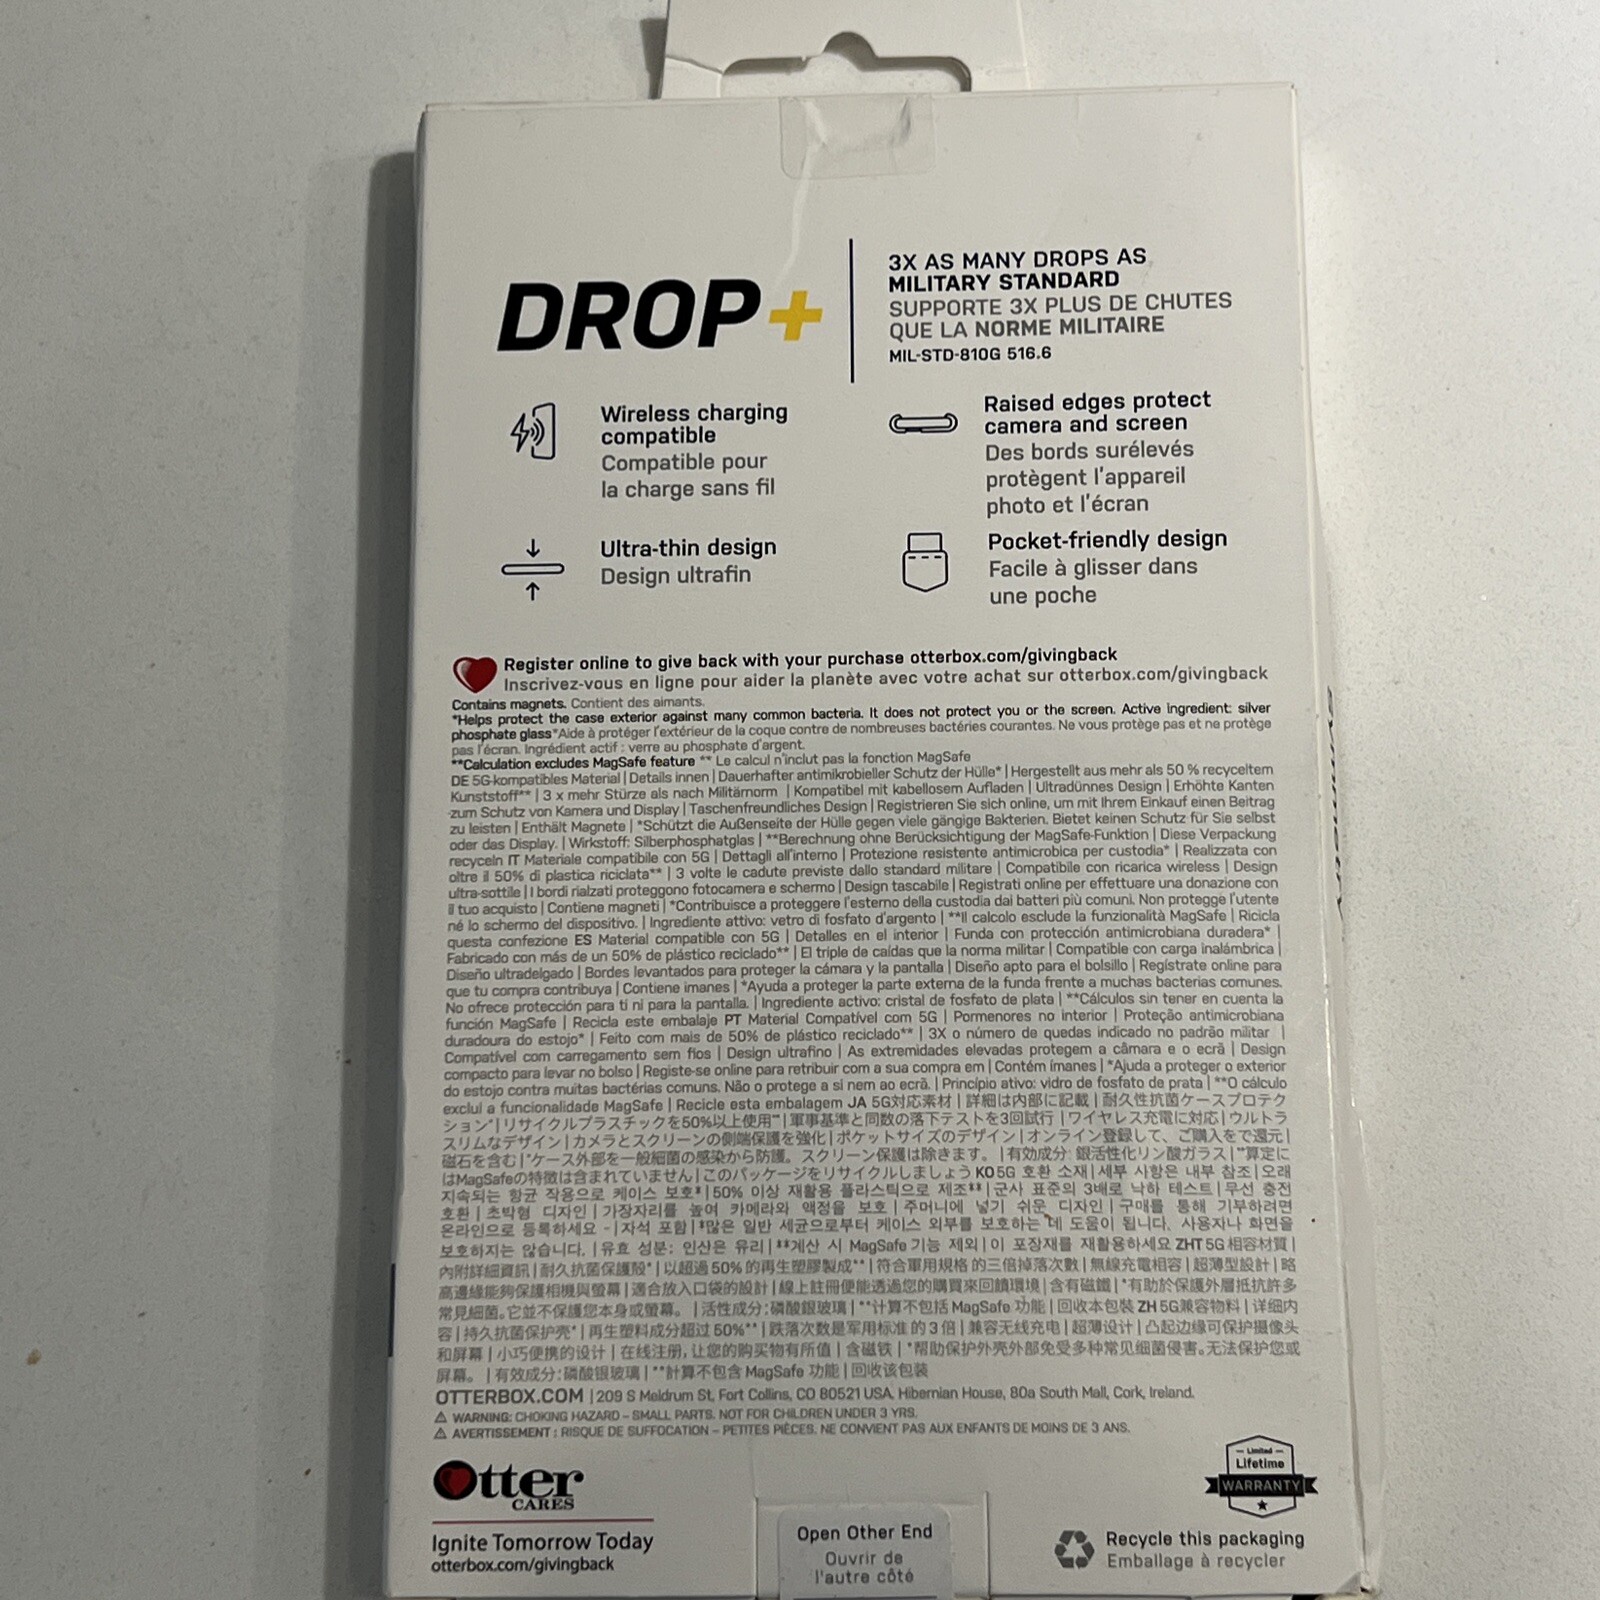 DROP+
3X AS MANY DROPS AS
MILITARY STANDARD
SUPPORTE 3X PLUS DE CHUTES
QUE LA NORME MILITAIRE
MIL-STD-810G 516.6
Wireless charging
compatible
Compatible pour
la charge sans fil
Raised edges protect
camera and screen
Des bords surélevés
protègent l'appareil
photo et l'écran
Ultra-thin design
Design ultrafin
Pocket-friendly design
Facile à glisser dans
une poche
Register online to give back with your purchase otterbox.com/givingback
Inscrivez-vous en ligne pour aider la planète avec votre achat sur otterbox.com/givingback
Contains magnets. Contient des aimants.
*Helps protect the case exterior against many common bacteria. It does not protect you or the screen. Active ingredient: silver
phosphate glass*Aide à protéger l'extérieur de la coque contre de nombreuses bactéries courantes. Ne vous protège pas et ne protège
pas l'écran. Ingrédient actif : verre au phosphate d'argent.
**Calculation excludes MagSafe feature ** Le calcul n'inclut pas la fonction MagSafe
DE 5G-kompatibles Material | Details innen | Dauerhafter antimikrobieller Schutz der Hülle* | Hergestellt aus mehr als 50 % recyceltem
Kunststoff** | 3 x mehr Stürze als nach Militärnorm | Kompatibel mit kabellosem Aufladen | Ultradünnes Design | Erhöhte Kanten
zum Schutz von Kamera und Display | Taschenfreundliches Design | Registrieren Sie sich online, um mit Ihrem Einkauf einen Beitrag
zu leisten | Enthält Magnete | *Schützt die Außenseite der Hülle gegen viele gängige Bakterien. Bietet keinen Schutz für Sie selbst
oder das Display. | Wirkstoff: Silberphosphatglas | **Berechnung ohne Berücksichtigung der MagSafe-Funktion | Diese Verpackung
recyceln IT Materiale compatibile con 5G | Dettagli all'interno | Protezione resistente antimicrobica per custodia* | Realizzata con
oltre il 50% di plastica riciclata** | 3 volte le cadute previste dallo standard militare | Compatibile con ricarica wireless | Design
ultra-sottile | I bordi rialzati proteggono fotocamera e schermo | Design tascabile | Registrati online per effettuare una donazione con
il tuo acquisto | Contiene magneti | *Contribuisce a proteggere l'esterno della custodia dai batteri più comuni. Non protegge l'utente
né lo schermo del dispositivo. | Ingrediente attivo: vetro di fosfato d'argento | **Il calcolo esclude la funzionalità MagSafe | Ricicla
questa confezione ES Material compatible con 5G | Detalles en el interior | Funda con protección antimicrobiana duradera* |
Fabricado con más de un 50% de plástico reciclado** | El triple de caídas que la norma militar | Compatible con carga inalámbrica |
Diseño ultradelgado | Bordes levantados para proteger la cámara y la pantalla | Diseño apto para el bolsillo | Regístrate online para
que tu compra contribuya | Contiene imanes | *Ayuda a proteger la parte externa de la funda frente a muchas bacterias comunes.
No ofrece protección para ti ni para la pantalla. | Ingrediente activo: cristal de fosfato de plata | **Cálculos sin tener en cuenta la
función MagSafe | Recicla este embalaje PT Material Compatível com 5G | Pormenores no interior | Proteção antimicrobiana
duradoura do estojo* | Feito com mais de 50% de plástico reciclado** | 3X o número de quedas indicado no padrão militar |
Compatível com carregamento sem fios | Design ultrafino | As extremidades elevadas protegem a câmara e o ecrã | Design
compacto para levar no bolso | Registe-se online para retribuir com a sua compra em | Contém ímanes | *Ajuda a proteger o exterior
do estojo contra muitas bactérias comuns. Não o protege a si nem ao ecrã. | Princípio ativo: vidro de fosfato de prata | **O cálculo
exclui a funcionalidade MagSafe | Recicle esta embalagem JA 5G対応素材 | 詳細は内部に記載 | 耐久性抗菌ケースプロテク
ション* | リサイクルプラスチックを50%以上使用** | 軍事基準と同数の落下テストを3回試行 | ワイヤレス充電に対応 | ウルトラ
スリムなデザイン | カメラとスクリーンの側端保護を強化 | ポケットサイズのデザイン | オンライン登録して、ご購入をで還元 |
磁石を含む | *ケース外部を一般細菌の感染から防護。スクリーン保護は除きます。 | 有効成分: 銀活性化リン酸ガラス | **算定に
はMagSafeの特徴は含まれていません | このパッケージをリサイクルしましょう KO 5G 호환 소재 | 세부 사항은 내부 참조 | 오래
지속되는 항균 작용으로 케이스 보호* | 50% 이상 재활용 플라스틱으로 제조** | 군사 표준의 3배로 낙하 테스트 | 무선 충전
호환 | 초박형 디자인 | 가장자리를 높여 카메라와 액정을 보호 | 주머니에 넣기 쉬운 디자인 | 구매를 통해 기부하려면
온라인으로 등록하세요 - | 자석 포함 | *많은 일반 세균으로부터 케이스 외부를 보호하는 데 도움이 됩니다. 사용자나 화면을
보호하지는 않습니다. | 유효 성분: 인산은 유리 | **계산 시 MagSafe 기능 제외 | 이 포장재를 재활용하세요 ZHT 5G 相容材質 |
內附詳細資訊 | 耐久抗菌保護殼* | 以超過 50% 的再生塑膠製成** | 符合軍用規格 的三倍掉落次數 | 無線充電相容 | 超薄型設計 | 略
高邊緣能夠保護相機與螢幕 | 適合放入口袋的設計 | 線上註冊便能透過您的購買來回饋環境 | 含有磁鐵 | *有助於保護外層抵抗許多
常見細菌。它並不保護您本身或螢幕。 | 活性成分: 磷酸銀玻璃 | **計算不包括 MagSafe 功能 | 回收本包裝 ZH 5G兼容物料 | 详细内
容 | 持久抗菌保护壳* | 再生塑料成分超过 50%** | 跌落次数是军用标准 的 3 倍 | 兼容无线充电 | 超薄设计 | 凸起边缘可保护摄像头
和屏幕 | 小巧便携的设计 | 在线注册, 让您的购买物有所值 | 含磁铁 | *帮助保护外壳外部免受多种常见细菌侵害。无法保护您或
屏幕。 | 有效成分: 磷酸银玻璃 | **計算不包含 MagSafe 功能 | 回收该包装
OTTERBOX.COM | 209 S Meldrum St, Fort Collins, CO 80521 USA, Hibernian House, 80a South Mall, Cork, Ireland.
⚠ WARNING: CHOKING HAZARD – SMALL PARTS. NOT FOR CHILDREN UNDER 3 YRS.
⚠ AVERTISSEMENT : RISQUE DE SUFFOCATION – PETITES PIÈCES. NE CONVIENT PAS AUX ENFANTS DE MOINS DE 3 ANS.
Otter
CARES
Ignite Tomorrow Today
otterbox.com/givingback
Open Other End
Ouvrir de
l'autre côté
Limited
Lifetime
WARRANTY
Recycle this packaging
Emballage à recycler